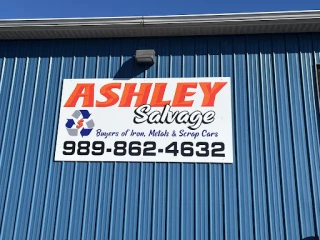 ASHLEY
Salvage
$
Buyers of Iron, Metals & Scrap Cars
989-862-4632